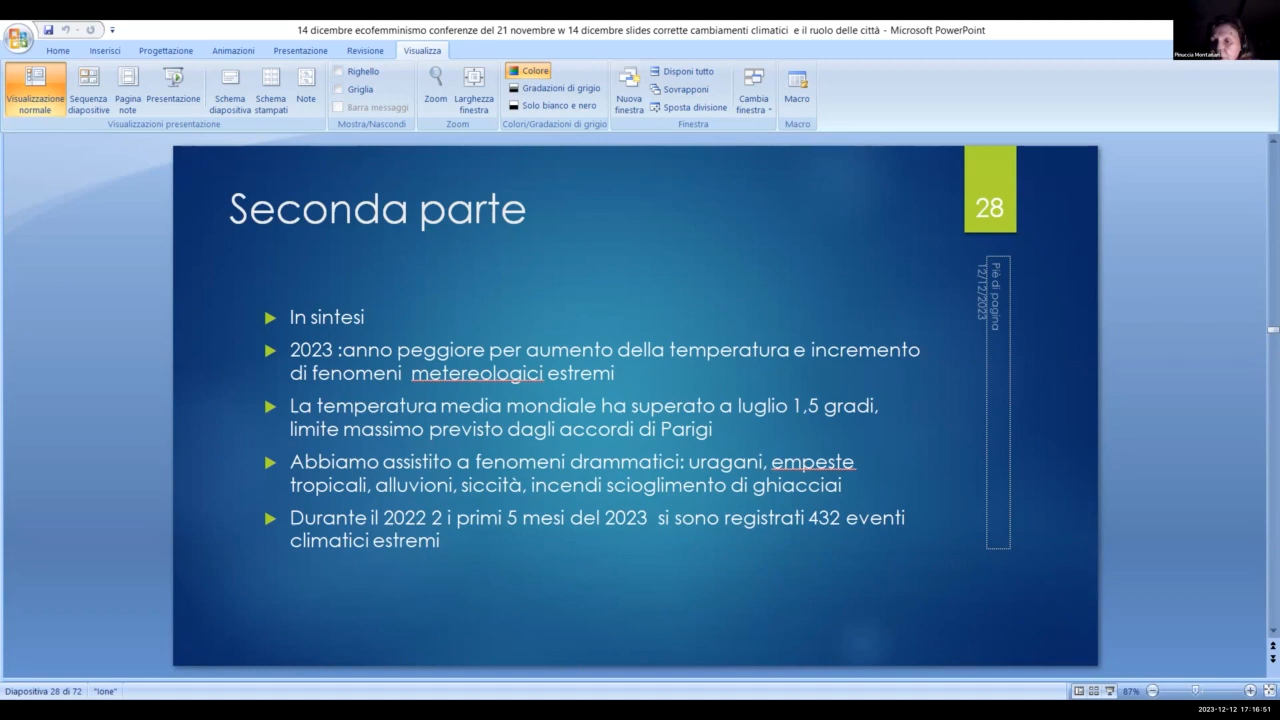 14 dicembre ecofemminismo conferenze del 21 novembre w 14 dicembre slides corrette cambiamenti climatici e il ruolo delle città - Microsoft PowerPoint
Pinuccia Montanari
Home Inserisci Progettazione Animazioni Presentazione Revisione Visualizza
Visualizzazione normale
Sequenza diapositive
Pagina note
Presentazione
Schema diapositiva
Schema stampati
Note
Visualizzazioni presentazione
Righello
Griglia
Barra messaggi
Mostra/Nascondi
Zoom
Larghezza finestra
Zoom
Colore
Gradazioni di grigio
Solo bianco e nero
Colori/Gradazioni di grigio
Nuova finestra
Disponi tutto
Sovrapponi
Sposta divisione
Cambia finestra
Finestra
Macro
Macro
Seconda parte
28
Piè di pagina
12/12/2023
In sintesi
2023 :anno peggiore per aumento della temperatura e incremento
di fenomeni metereologici estremi
La temperatura media mondiale ha superato a luglio 1,5 gradi,
limite massimo previsto dagli accordi di Parigi
Abbiamo assistito a fenomeni drammatici: uragani, empeste
tropicali, alluvioni, siccità, incendi scioglimento di ghiacciai
Durante il 2022 2 i primi 5 mesi del 2023 si sono registrati 432 eventi
climatici estremi
Diapositiva 28 di 72 "Ione" 87%
2023-12-12 17:16:51